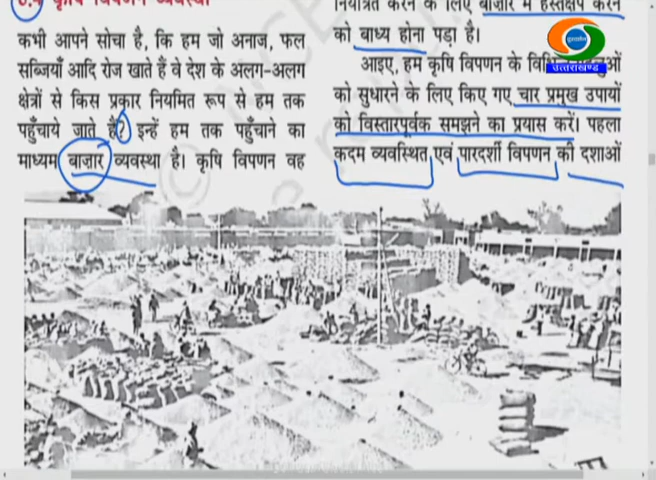 कृषि विपणन व्यवस्था
कभी आपने सोचा है, कि हम जो अनाज, फल
सब्जियाँ आदि रोज खाते हैं वे देश के अलग-अलग
क्षेत्रों से किस प्रकार नियमित रूप से हम तक
पहुँचाये जाते हैं? इन्हें हम तक पहुँचाने का
माध्यम बाज़ार व्यवस्था है। कृषि विपणन वह
नियंत्रित करने के लिए बाज़ार में हस्तक्षेप करने
को बाध्य होना पड़ा है।
आइए, हम कृषि विपणन के
को सुधारने के लिए किए गए चार प्रमुख उपायों
को विस्तारपूर्वक समझने का प्रयास करें। पहला
कदम व्यवस्थित एवं पारदर्शी विपणन की दशाओं
उत्तराखण्ड